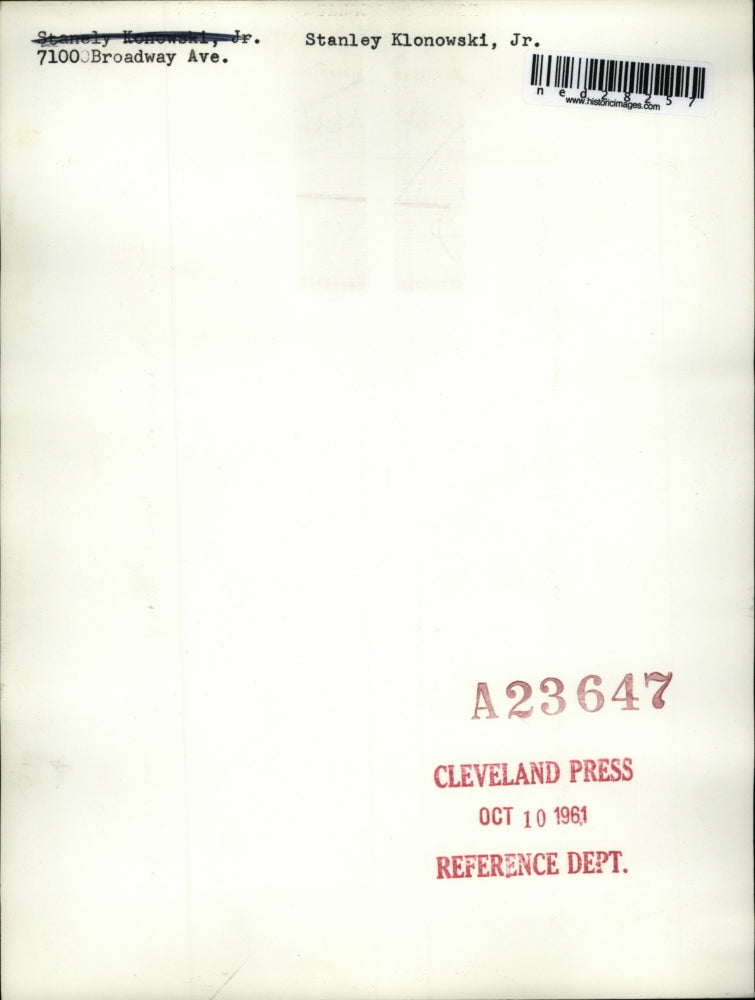 Stanely Konowski, Jr.
7100 Broadway Ave.
Stanley Klonowski, Jr.
ned28257
www.historicimages.com
A23647
CLEVELAND PRESS
OCT 10 1961
REFERENCE DEPT.